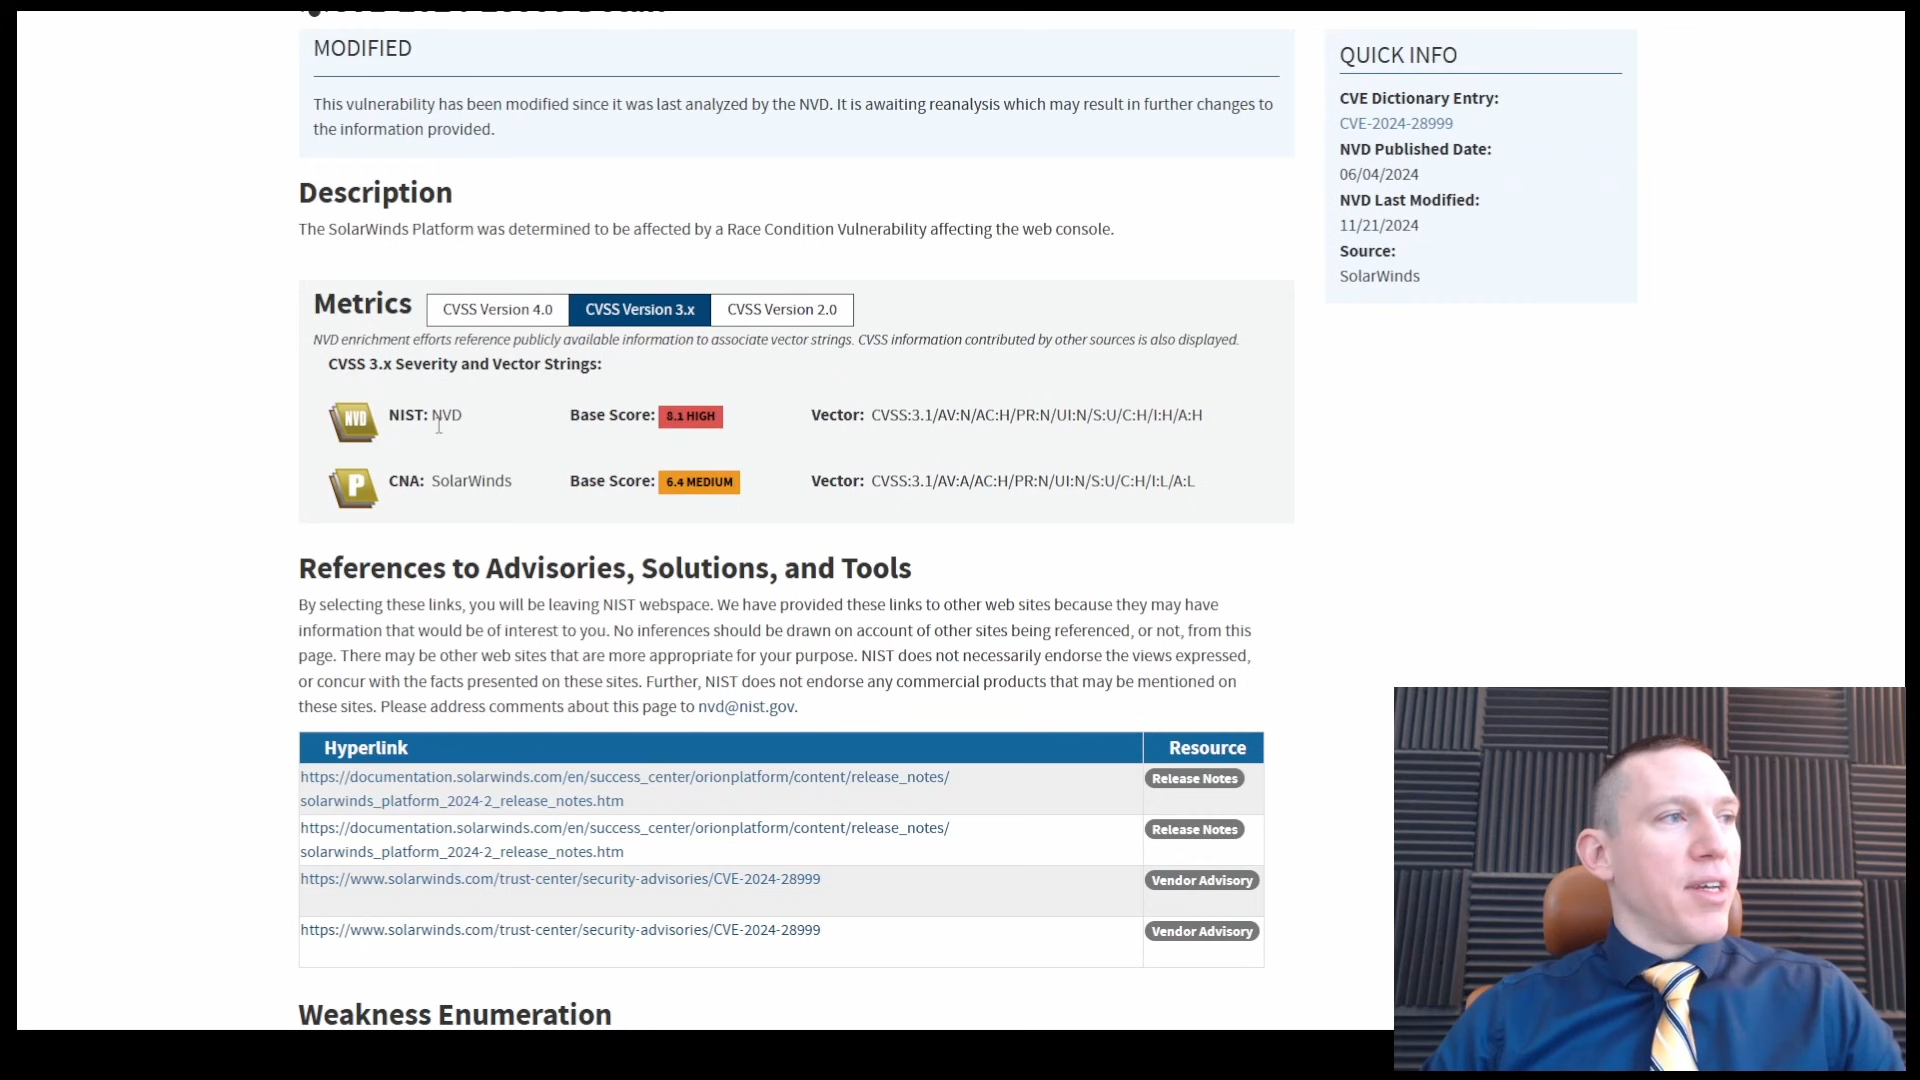 MODIFIED
This vulnerability has been modified since it was last analyzed by the NVD. It is awaiting reanalysis which may result in further changes to
the information provided.
Description
The SolarWinds Platform was determined to be affected by a Race Condition Vulnerability affecting the web console.
Metrics
CVSS Version 4.0
CVSS Version 3.x
CVSS Version 2.0
NVD enrichment efforts reference publicly available information to associate vector strings. CVSS information contributed by other sources is also displayed.
CVSS 3.x Severity and Vector Strings:
NVD
NIST: NVD
Base Score: 8.1 HIGH
Vector: CVSS:3.1/AV:N/AC:H/PR:N/UI:N/S:U/C:H/I:H/A:H
P
CNA: SolarWinds
Base Score: 6.4 MEDIUM
Vector: CVSS:3.1/AV:A/AC:H/PR:N/UI:N/S:U/C:H/I:L/A:L
References to Advisories, Solutions, and Tools
By selecting these links, you will be leaving NIST webspace. We have provided these links to other web sites because they may have
information that would be of interest to you. No inferences should be drawn on account of other sites being referenced, or not, from this
page. There may be other web sites that are more appropriate for your purpose. NIST does not necessarily endorse the views expressed,
or concur with the facts presented on these sites. Further, NIST does not endorse any commercial products that may be mentioned on
these sites. Please address comments about this page to nvd@nist.gov.
Hyperlink
Resource
https://documentation.solarwinds.com/en/success_center/orionplatform/content/release_notes/
solarwinds_platform_2024-2_release_notes.htm
Release Notes
https://documentation.solarwinds.com/en/success_center/orionplatform/content/release_notes/
solarwinds_platform_2024-2_release_notes.htm
Release Notes
https://www.solarwinds.com/trust-center/security-advisories/CVE-2024-28999
Vendor Advisory
https://www.solarwinds.com/trust-center/security-advisories/CVE-2024-28999
Vendor Advisory
Weakness Enumeration
QUICK INFO
CVE Dictionary Entry:
CVE-2024-28999
NVD Published Date:
06/04/2024
NVD Last Modified:
11/21/2024
Source:
SolarWinds